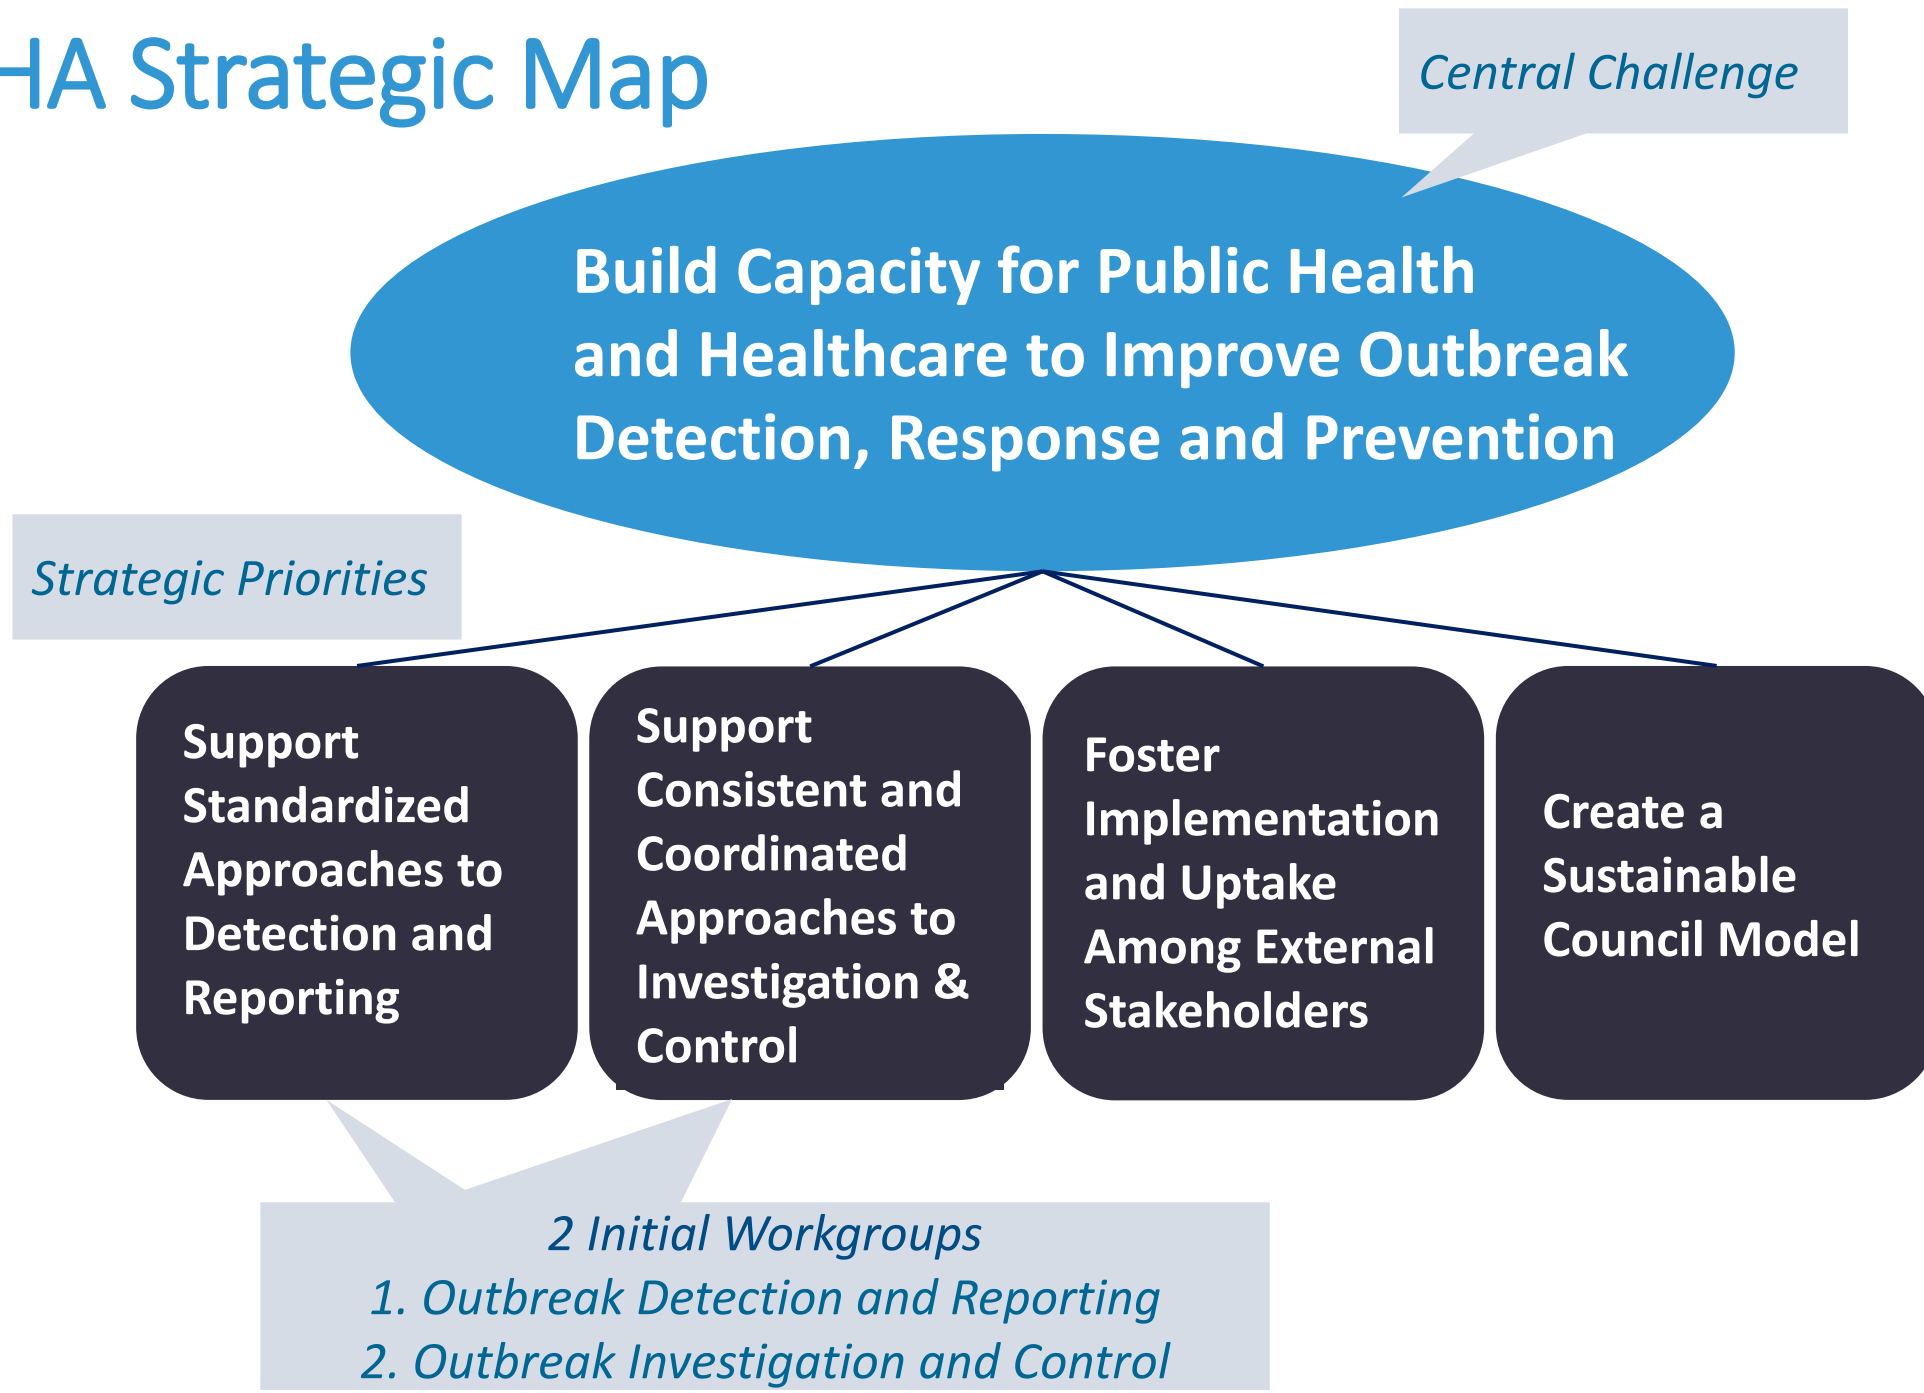 HA Strategic Map
Central Challenge
Build Capacity for Public Health
and Healthcare to Improve Outbreak
Detection, Response and Prevention
Strategic Priorities
Support
Standardized
Approaches to
Detection and
Reporting
Support
Consistent and
Coordinated
Approaches to
Investigation &
Control
Foster
Implementation
and Uptake
Among External
Stakeholders
Create a
Sustainable
Council Model
2 Initial Workgroups
1. Outbreak Detection and Reporting
2. Outbreak Investigation and Control